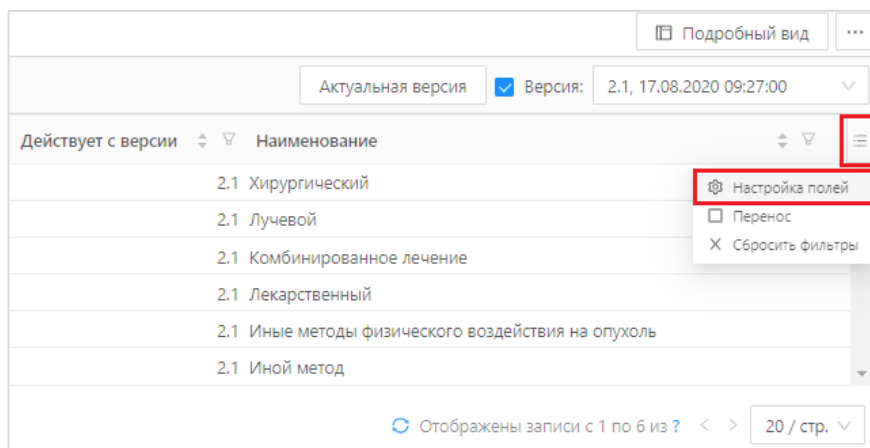 Подробный вид ...
Актуальная версия Версия: 2.1, 17.08.2020 09:27:00
Действует с версии Наименование
2.1 Хирургический
Настройка полей
2.1 Лучевой
Перенос
2.1 Комбинированное лечение
Сбросить фильтры
2.1 Лекарственный
2.1 Иные методы физического воздействия на опухоль
2.1 Иной метод
Отображены записи с 1 по 6 из ? < > 20 / стр.